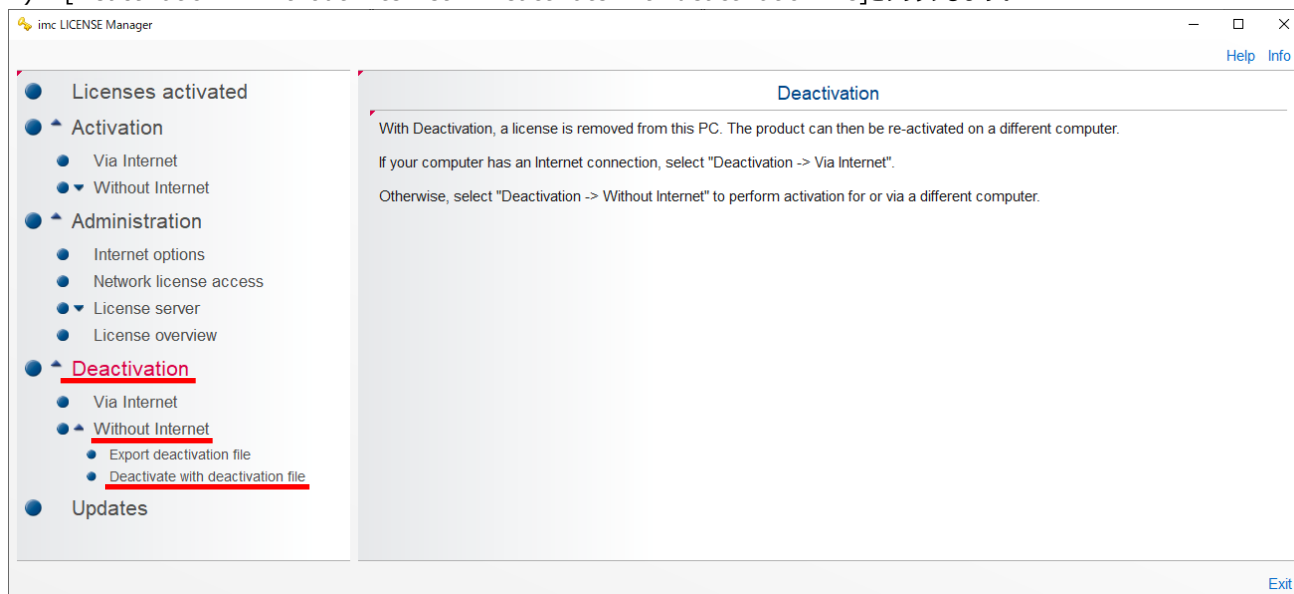 imc LICENSE Manager
Help Info
Licenses activated
Activation
Via Internet
Without Internet
Administration
Internet options
Network license access
License server
License overview
Deactivation
Via Internet
Without Internet
Export deactivation file
Deactivate with deactivation file
Updates
Deactivation
With Deactivation, a license is removed from this PC. The product can then be re-activated on a different computer.
If your computer has an Internet connection, select "Deactivation -> Via Internet".
Otherwise, select "Deactivation -> Without Internet" to perform activation for or via a different computer.
Exit